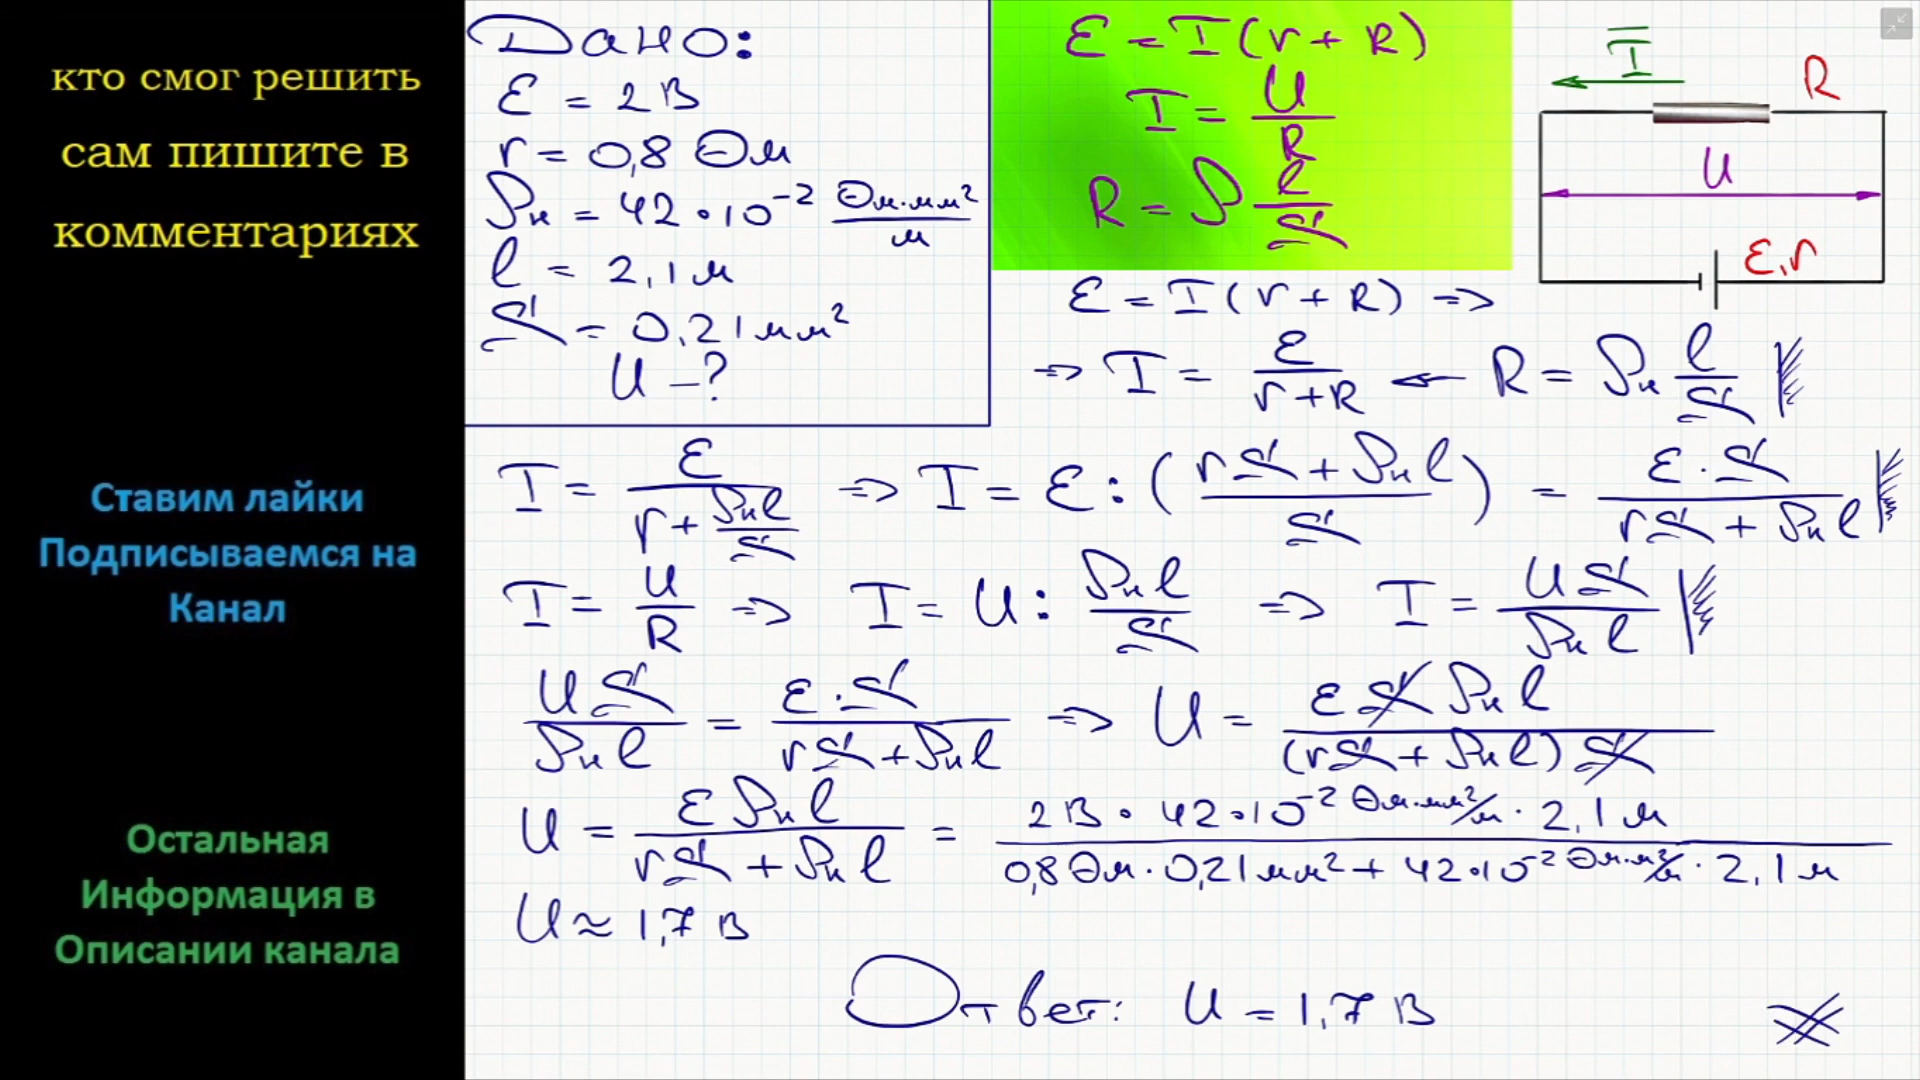 кто смог решить
сам пишите в
комментариях
Ставим лайки
Подписываемся на
Канал
Остальная
Информация в
Описании канала
Дано:
ℰ = 2 В
r = 0,8 Ом
ρн = 42 • 10⁻² Ом·мм²/м
l = 2,1 м
S = 0,21 мм²
U – ?
ℰ = I (r + R)
I = U/R
R = ρ l/S
I
R
U
ℰ, r
ℰ = I (r + R) =>
=> I = ℰ/(r + R) ← R = ρн l/S
I = ℰ/(r + ρн l/S) => I = ℰ : ((rS + ρн l)/S) = ℰ · S/(rS + ρн l)
I = U/R => I = U : ρн l/S => I = US/ρн l
US/ρн l = ℰ · S/(rS + ρн l) => U = ℰ S ρн l/((rS + ρн l) S)
U = ℰ ρн l/(rS + ρн l) = 2 В • 42 • 10⁻² Ом·мм²/м · 2,1 м/(0,8 Ом · 0,21 мм² + 42 • 10⁻² Ом·м²/м · 2,1 м)
U ≈ 1,7 В
Ответ: U = 1,7 В